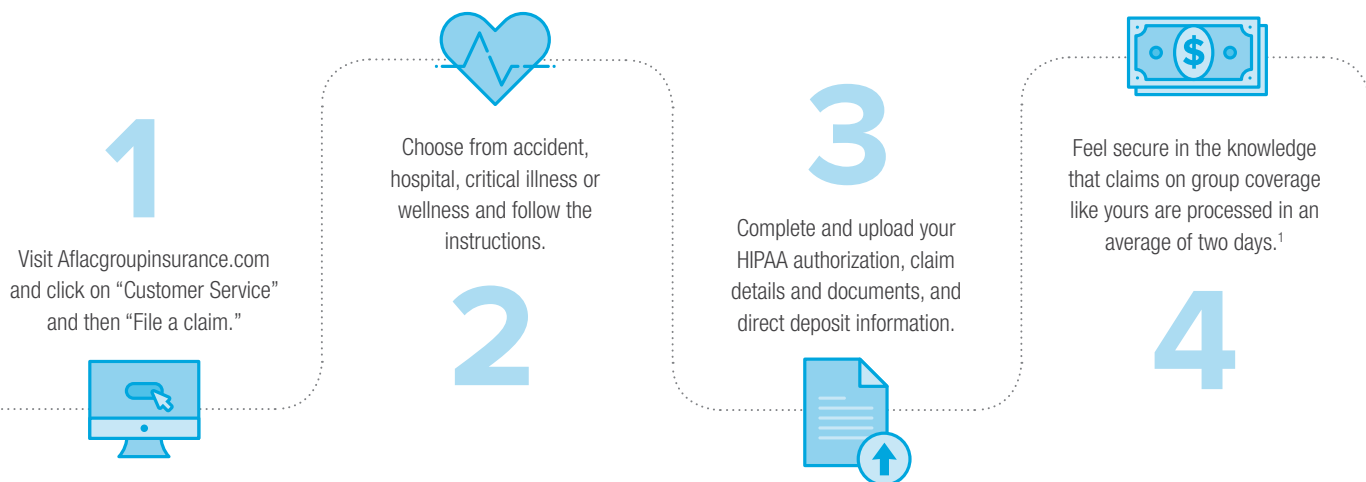 1
Visit Aflacgroupinsurance.com
and click on “Customer Service”
and then “File a claim.”
Choose from accident,
hospital, critical illness or
wellness and follow the
instructions.
2
3
Complete and upload your
HIPAA authorization, claim
details and documents, and
direct deposit information.
$
Feel secure in the knowledge
that claims on group coverage
like yours are processed in an
average of two days.1
4